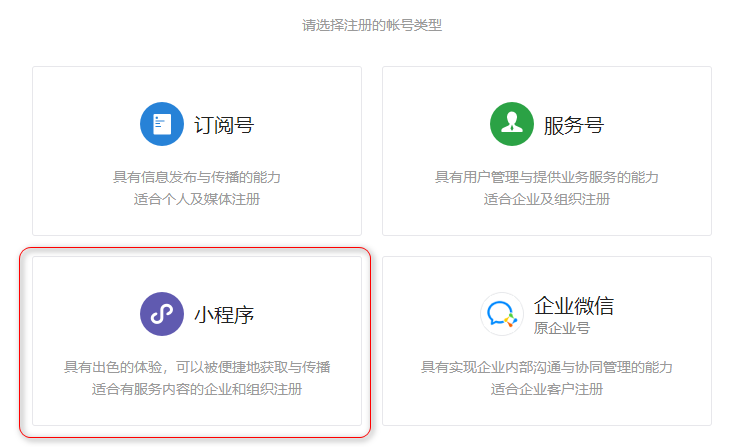 请选择注册的帐号类型
订阅号
具有信息发布与传播的能力
适合个人及媒体注册
服务号
具有用户管理与提供业务服务的能力
适合企业及组织注册
小程序
具有出色的体验，可以被便捷地获取与传播
适合有服务内容的企业和组织注册
企业微信
原企业号
具有实现企业内部沟通与协同管理的能力
适合企业客户注册